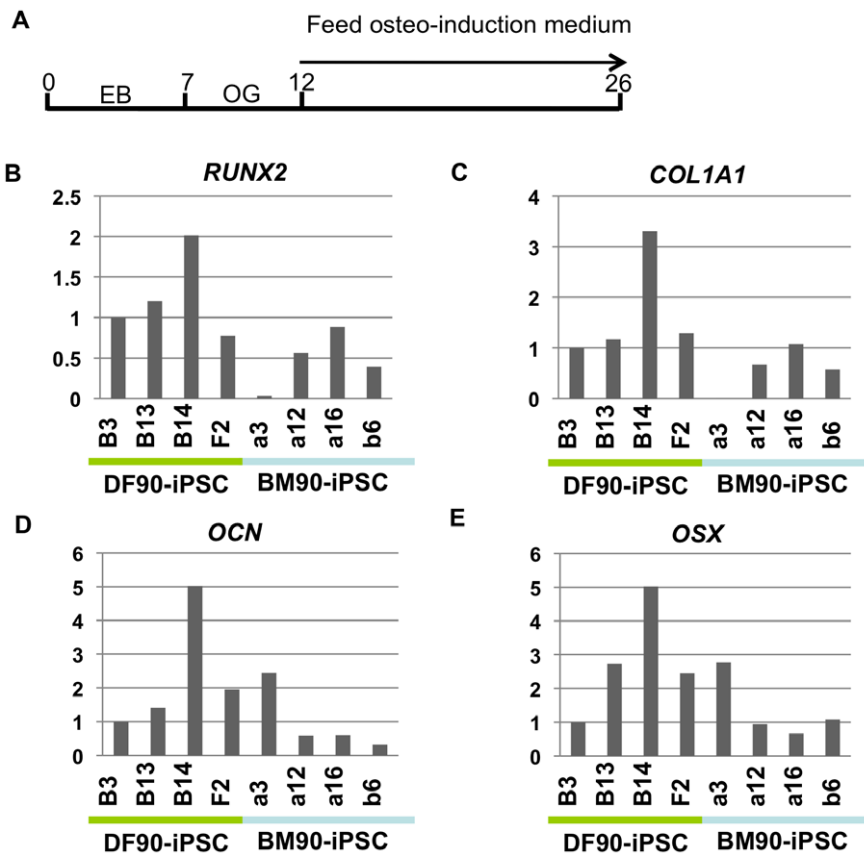 A
Feed osteo-induction medium
0 7 12 26
EB OG
B
RUNX2
2.5
2
1.5
1
0.5
0
B3 B13 B14 F2 a3 a12 a16 b6
DF90-iPSC BM90-iPSC
C
COL1A1
4
3
2
1
0
B3 B13 B14 F2 a3 a12 a16 b6
DF90-iPSC BM90-iPSC
D
OCN
6
5
4
3
2
1
0
B3 B13 B14 F2 a3 a12 a16 b6
DF90-iPSC BM90-iPSC
E
OSX
6
5
4
3
2
1
0
B3 B13 B14 F2 a3 a12 a16 b6
DF90-iPSC BM90-iPSC